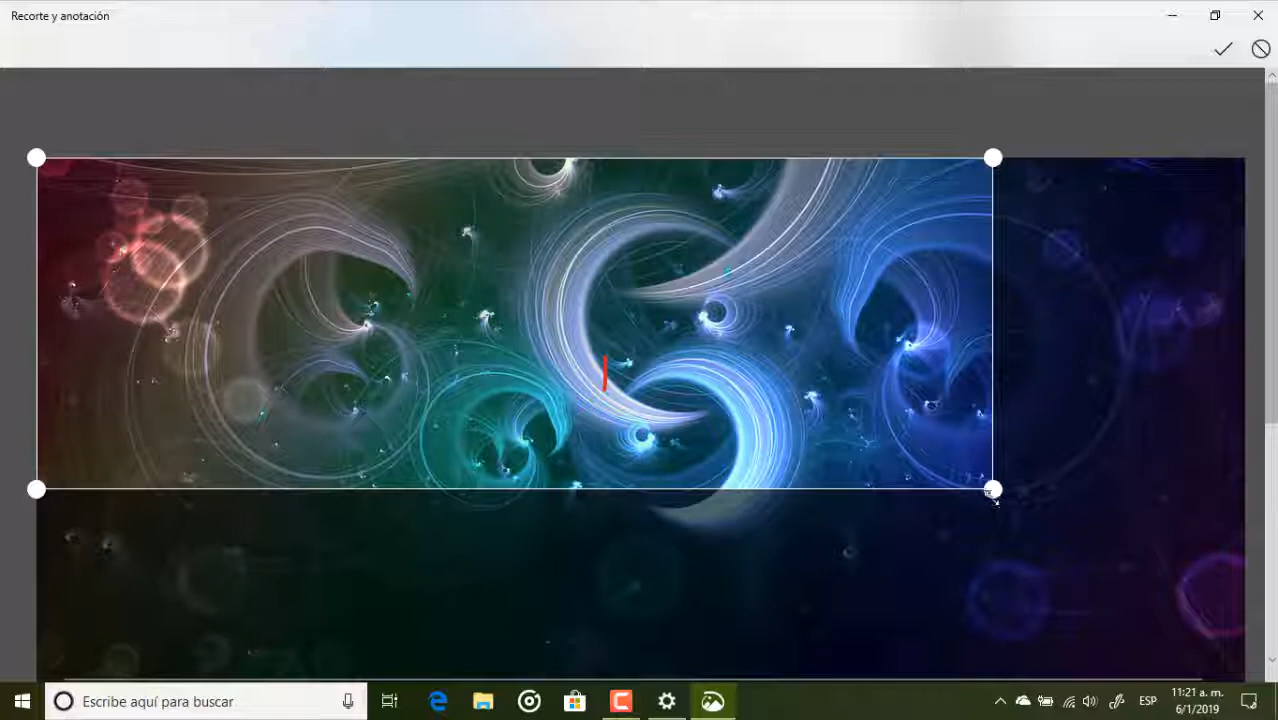 Recorte y anotación
Escribe aquí para buscar
ESP
11:21 a. m.
6/1/2019